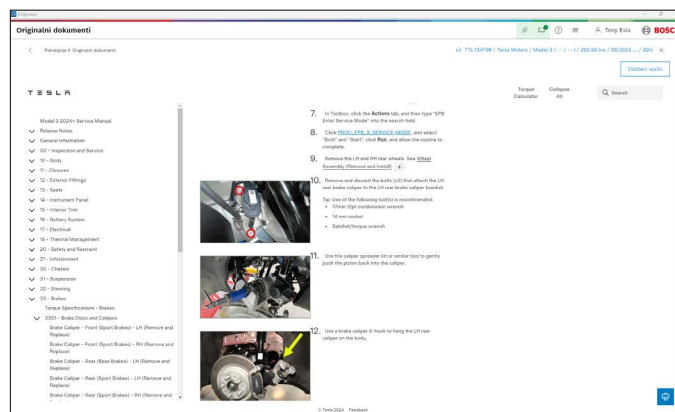 Originalni dokumenti
Tony Esla
BOSC
Pokretanja > Originalni dokumenti
TTL154798 / Tesla Motors / Model 3 / -- / -- | / 202.00 kw / 09/2023 ... / 3DU
Odaberi vozilo
TESLA
Torque Calculator
Collapse All
Search
Model 3 2024+ Service Manual
Release Notes
General Information
00 - Inspection and Service
10 - Body
11 - Closures
12 - Exterior Fittings
13 - Seats
14 - Instrument Panel
15 - Interior Trim
16 - Battery System
17 - Electrical
18 - Thermal Management
20 - Safety and Restraint
21 - Infotainment
30 - Chassis
31 - Suspension
32 - Steering
33 - Brakes
Torque Specifications - Brakes
3301 - Brake Discs and Calipers
Brake Caliper - Front (Sport Brakes) - LH (Remove and
Replace)
Brake Caliper - Front (Sport Brakes) - RH (Remove and
Replace)
Brake Caliper - Rear (Base Brakes) - LH (Remove and
Replace)
Brake Caliper - Rear (Sport Brakes) - LH (Remove and
Replace)
Brake Caliper - Rear (Sport Brakes) - RH (Remove and
7. In Toolbox, click the Actions tab, and then type "EPB
Enter Service Mode" into the search field.
8. Click PROC_EPB_X_SERVICE-MODE, and select
"Both" and "Start", click Run, and allow the routine to
complete.
9. Remove the LH and RH rear wheels. See Wheel
Assembly (Remove and Install) +
10. Remove and discard the bolts (x2) that attach the LH
rear brake caliper to the LH rear brake caliper bracket.
Tip: Use of the following tool(s) is recommended:
• 17mm 12pt combination wrench
• 14 mm socket
• Ratchet/torque wrench
11. Use the caliper spreader kit or similar tool to gently
push the piston back into the caliper.
12. Use a brake caliper S-hook to hang the LH rear
caliper on the body.
© Tesla 2024 Feedback